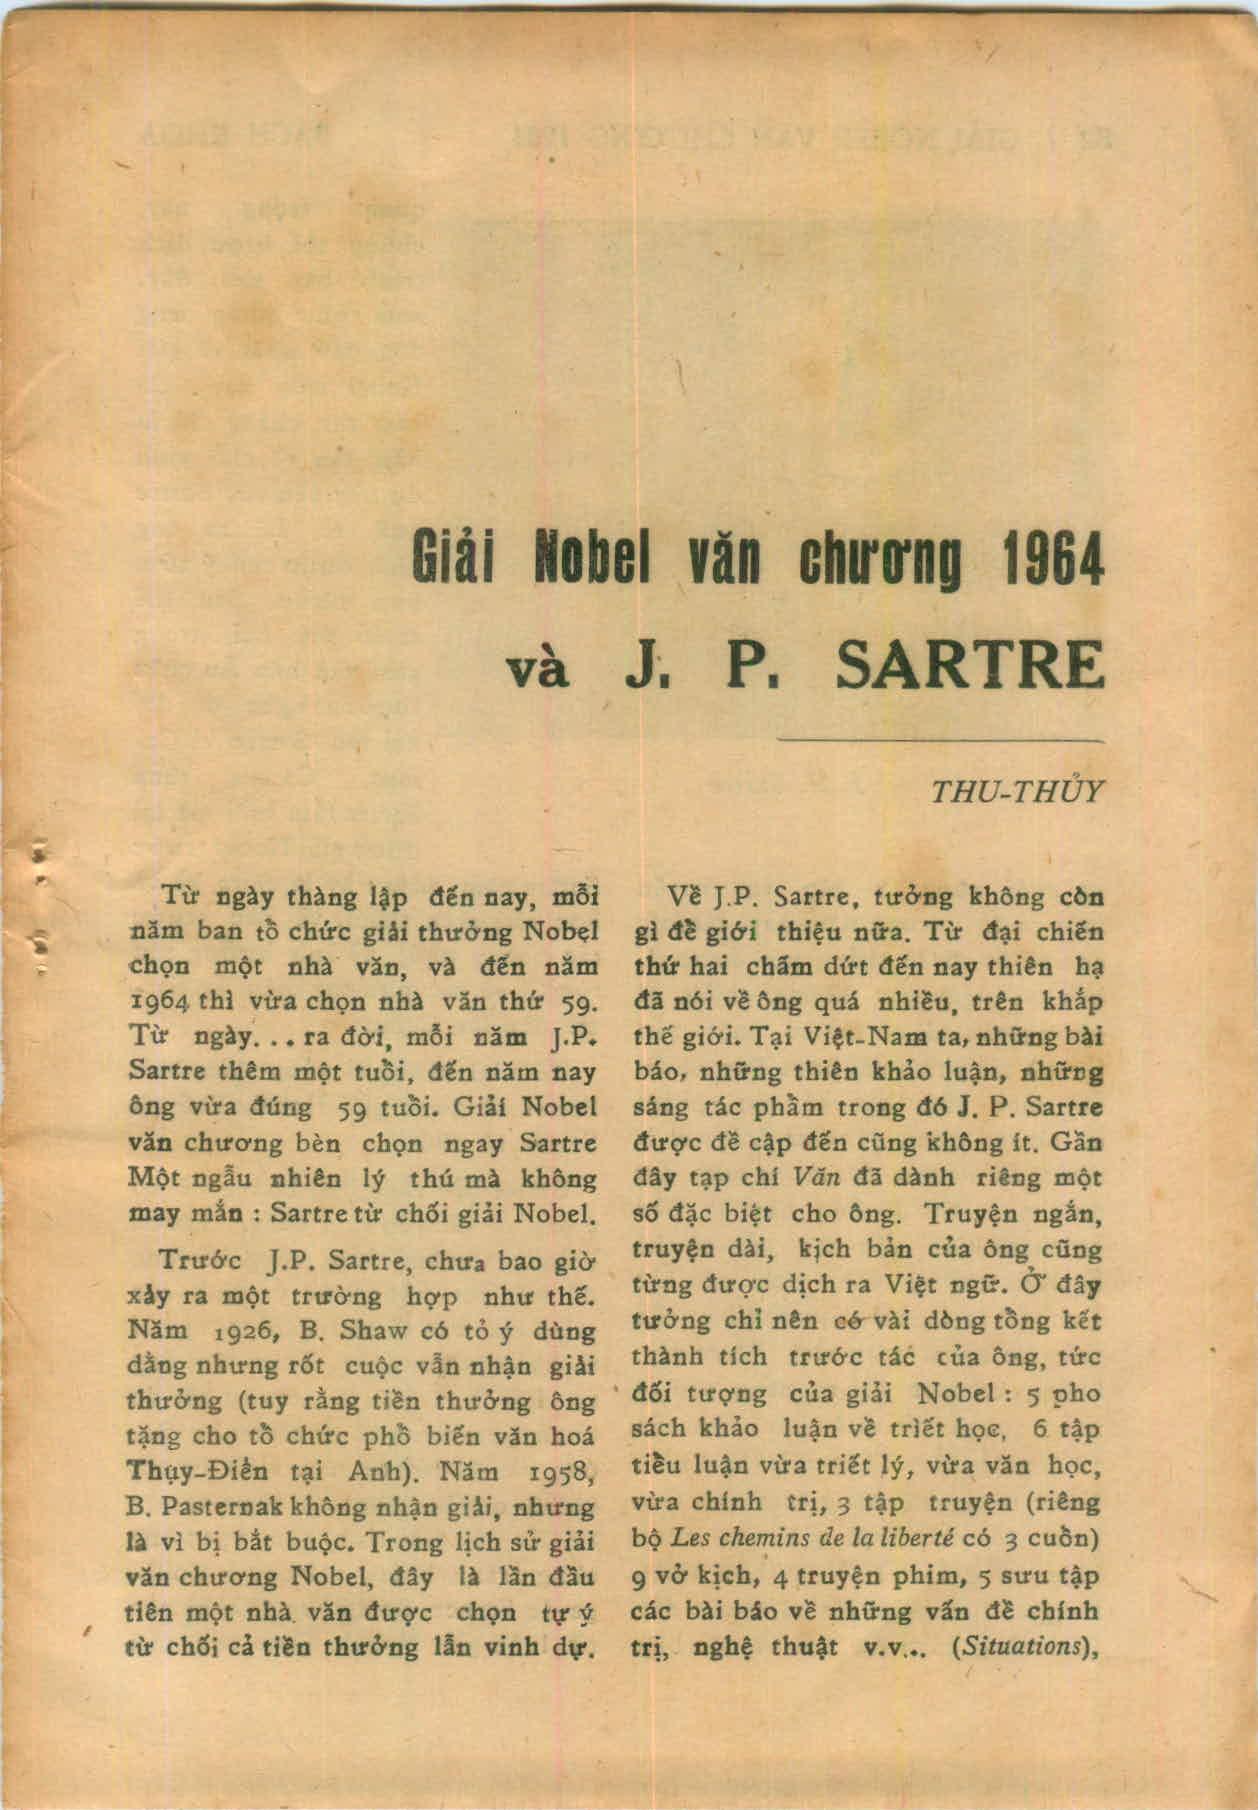 Giải Nobel văn chương 1964
và J. P. SARTRE
THU-THỦY
Từ ngày thàng lập đến nay, mỗi
năm ban tổ chức giải thưởng Nobel
chọn một nhà văn, và đến năm
1964 thì vừa chọn nhà văn thứ 59.
Từ ngày... ra đời, mỗi năm J.P.
Sartre thêm một tuổi, đến năm nay
ông vừa đúng 59 tuổi. Giải Nobel
văn chương bèn chọn ngay Sartre
Một ngẫu nhiên lý thú mà không
may mắn : Sartre từ chối giải Nobel.
Trước J.P. Sartre, chưa bao giờ
xảy ra một trường hợp như thế.
Năm 1926, B. Shaw có tỏ ý dùng
dằng nhưng rốt cuộc vẫn nhận giải
thưởng (tuy rằng tiền thưởng ông
tặng cho tổ chức phổ biến văn hoá
Thụy-Điển tại Anh). Năm 1958,
B. Pasternak không nhận giải, nhưng
là vì bị bắt buộc. Trong lịch sử giải
văn chương Nobel, đây là lần đầu
tiên một nhà văn được chọn tự ý
từ chối cả tiền thưởng lẫn vinh dự.
Về J.P. Sartre, tưởng không còn
gì để giới thiệu nữa. Từ đại chiến
thứ hai chấm dứt đến nay thiên hạ
đã nói về ông quá nhiều, trên khắp
thế giới. Tại Việt-Nam ta, những bài
báo, những thiên khảo luận, những
sáng tác phẩm trong đó J. P. Sartre
được đề cập đến cũng không ít. Gần
đây tạp chí Văn đã dành riêng một
số đặc biệt cho ông. Truyện ngắn,
truyện dài, kịch bản của ông cũng
từng được dịch ra Việt ngữ. Ở đây
tưởng chỉ nên có vài dòng tổng kết
thành tích trước tác của ông, tức
đối tượng của giải Nobel : 5 pho
sách khảo luận về triết học, 6 tập
tiểu luận vừa triết lý, vừa văn học,
vừa chính trị, 3 tập truyện (riêng
bộ Les chemins de la liberté có 3 cuốn)
9 vở kịch, 4 truyện phim, 5 sưu tập
các bài báo về những vấn đề chính
trị, nghệ thuật v.v... (Situations),